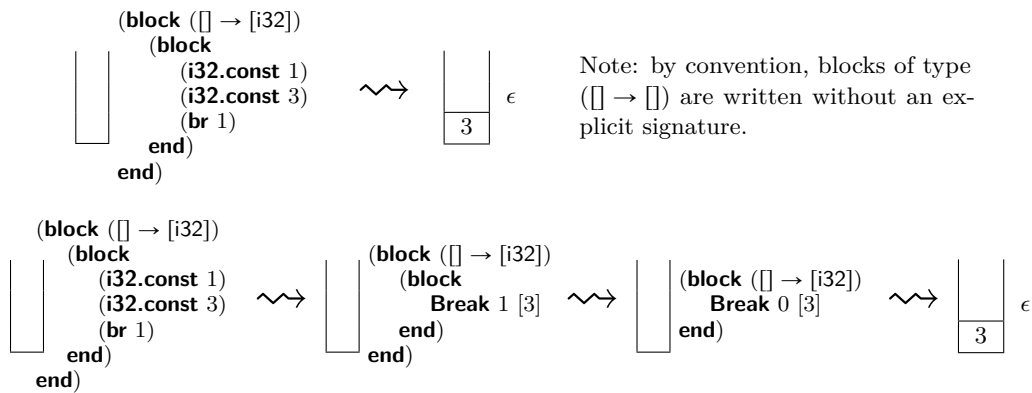 (block ([] → [i32])
(block
(i32.const 1)
(i32.const 3)
(br 1)
end)
end)
3
ϵ
Note: by convention, blocks of type
([] → []) are written without an ex-
plicit signature.
(block ([] → [i32])
(block
(i32.const 1)
(i32.const 3)
(br 1)
end)
end)
(block ([] → [i32])
(block
Break 1 [3]
end)
end)
(block ([] → [i32])
Break 0 [3]
end)
3
ϵ